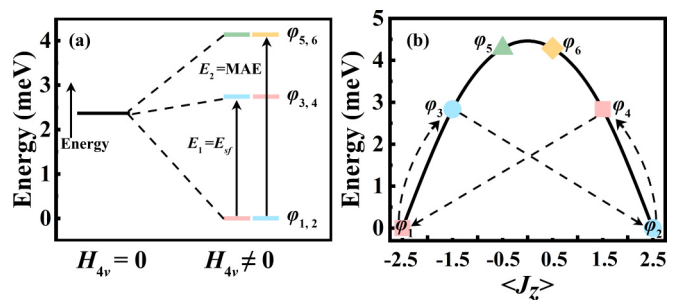 (a)
Energy (meV)
4
3
2
1
0
Energy
E₂=MAE
E₁=E_sf
φ₅, ₆
φ₃, ₄
φ₁, ₂
H₄ᵥ = 0
H₄ᵥ ≠ 0
(b)
Energy (meV)
5
4
3
2
1
0
φ₅
φ₆
φ₃
φ₄
φ₁
φ₂
-2.5 -1.5 -0.5 0.5 1.5 2.5
<J_z>